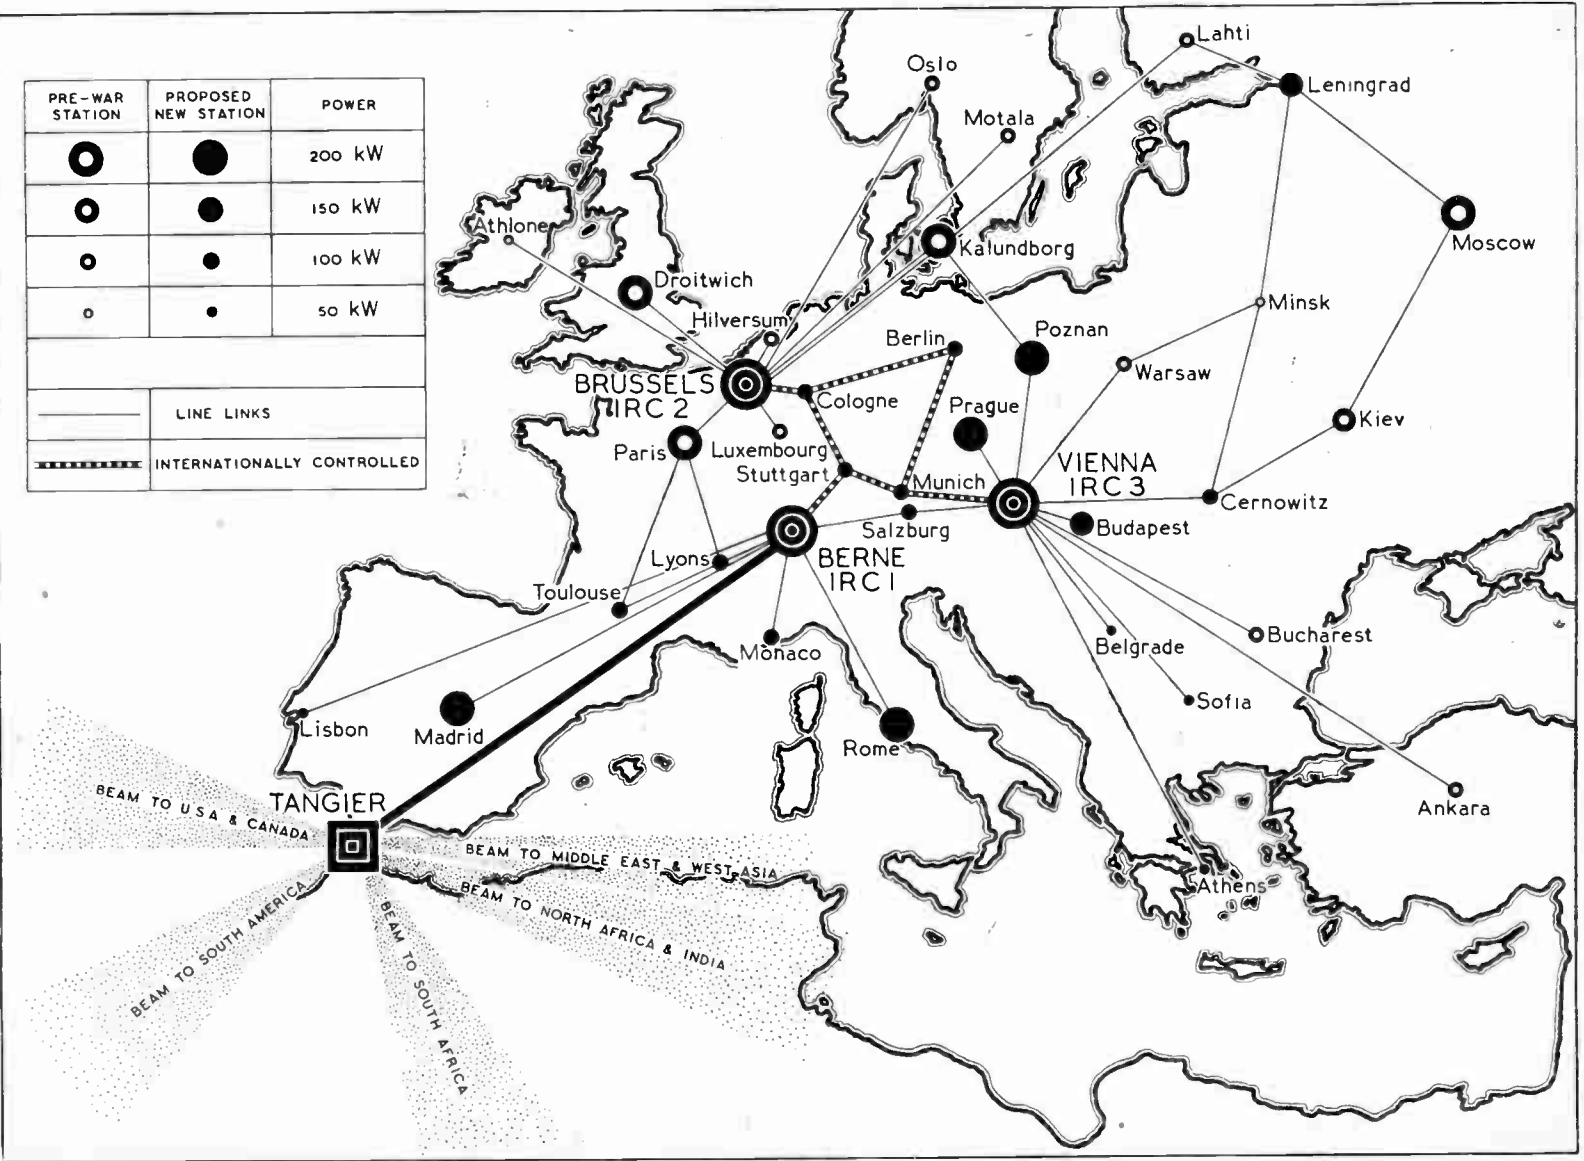 PRE-WAR STATION
PROPOSED NEW STATION
POWER
200 kW
150 kW
100 kW
50 kW
LINE LINKS
INTERNATIONALLY CONTROLLED
Lahti
Oslo
Leningrad
Motala
Athlone
Moscow
Kalundborg
Droitwich
Minsk
Hilversum
Poznan
Berlin
Warsaw
BRUSSELS
IRC 2
Cologne
Prague
Kiev
Paris
Luxembourg
Stuttgart
Munich
VIENNA
IRC 3
Cernowitz
Salzburg
Budapest
Lyons
BERNE
IRC 1
Toulouse
Monaco
Belgrade
Bucharest
Lisbon
Madrid
Rome
Sofia
Ankara
TANGIER
Athens
BEAM TO USA & CANADA
BEAM TO MIDDLE EAST & WEST ASIA
BEAM TO NORTH AFRICA & INDIA
BEAM TO SOUTH AMERICA
BEAM TO SOUTH AFRICA